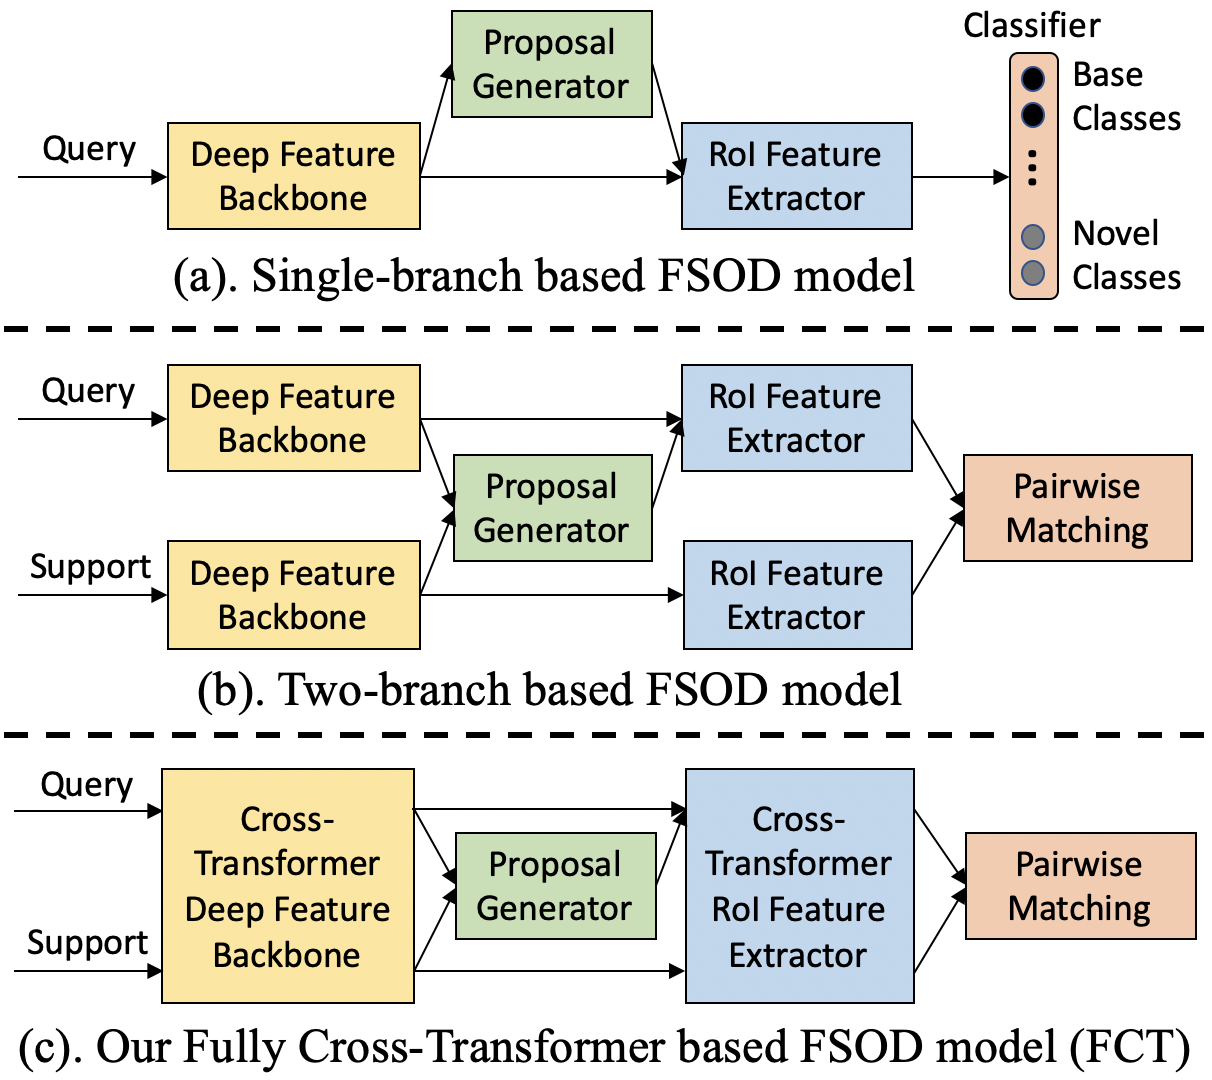 Classifier
Proposal
Generator
Base
Classes
Query
Deep Feature
Backbone
RoI Feature
Extractor
Novel
Classes
(a). Single-branch based FSOD model
Query
Deep Feature
Backbone
RoI Feature
Extractor
Proposal
Generator
Pairwise
Matching
Support
Deep Feature
Backbone
RoI Feature
Extractor
(b). Two-branch based FSOD model
Query
Support
Cross-
Transformer
Deep Feature
Backbone
Proposal
Generator
Cross-
Transformer
RoI Feature
Extractor
Pairwise
Matching
(c). Our Fully Cross-Transformer based FSOD model (FCT)